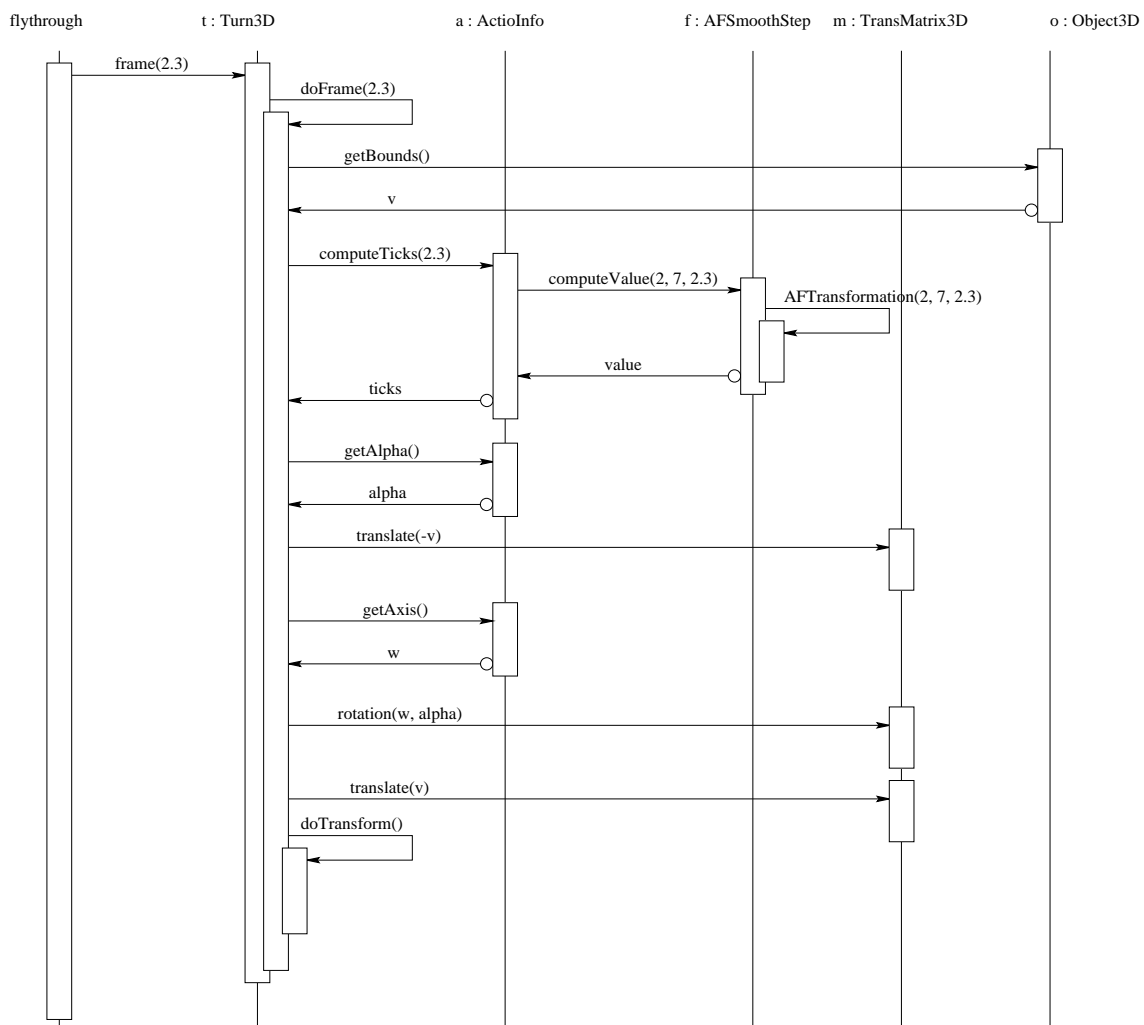 flythrough
t : Turn3D
a : ActioInfo
f : AFSmoothStep
m : TransMatrix3D
o : Object3D
frame(2.3)
doFrame(2.3)
getBounds()
v
computeTicks(2.3)
computeValue(2, 7, 2.3)
AFTransformation(2, 7, 2.3)
value
ticks
getAlpha()
alpha
translate(-v)
getAxis()
w
rotation(w, alpha)
translate(v)
doTransform()